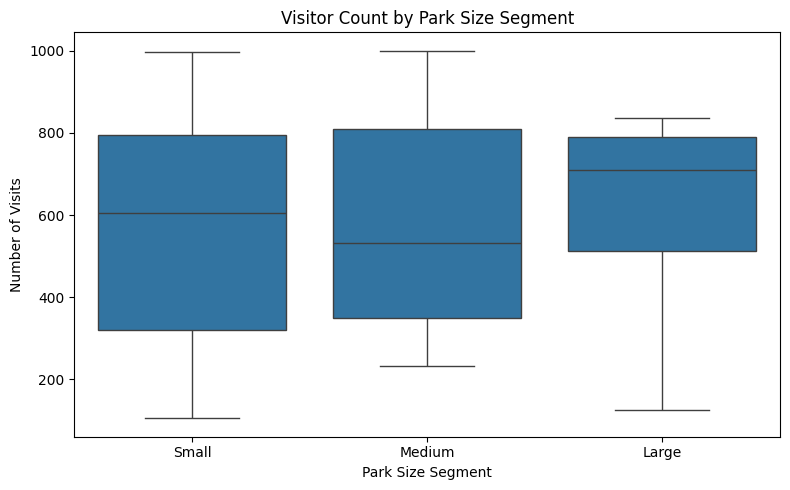 Visitor Count by Park Size Segment
Number of Visits
1000
800
600
400
200
Small Medium Large
Park Size Segment